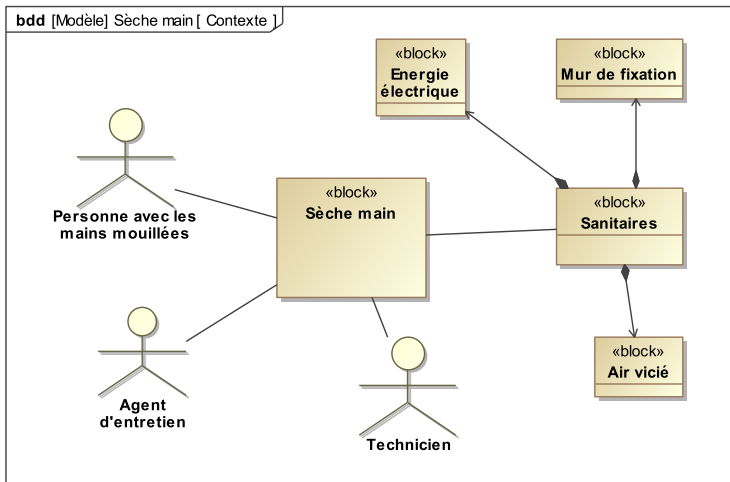 bdd [Modèle] Sèche main [ Contexte ]
«block»
Energie
électrique
«block»
Mur de fixation
Personne avec les
mains mouillées
«block»
Sèche main
«block»
Sanitaires
Agent
d'entretien
Technicien
«block»
Air vicié